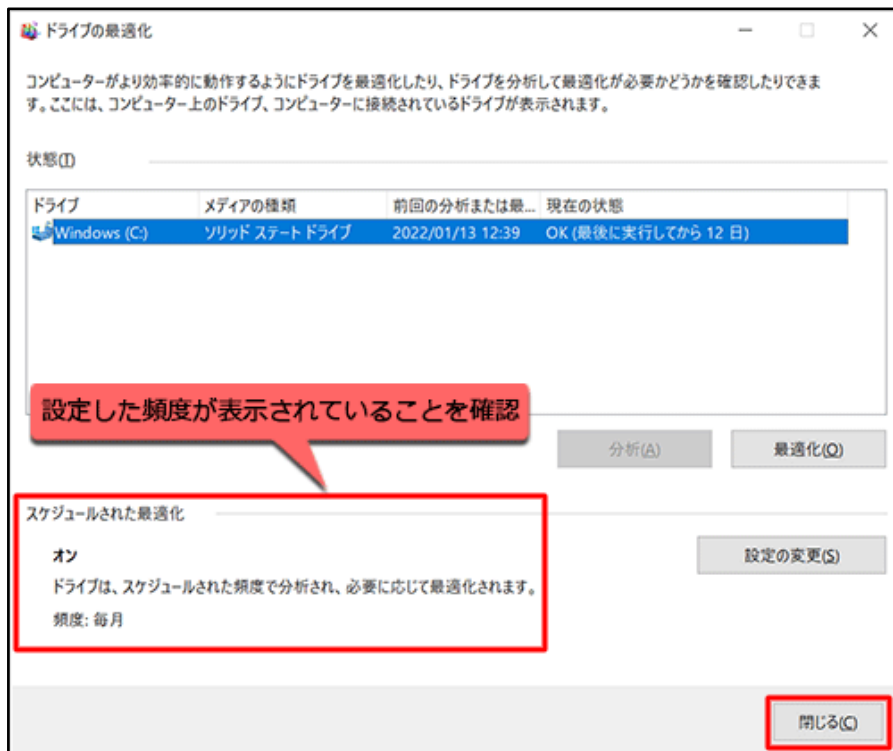 ドライブの最適化
コンピューターがより効率的に動作するようにドライブを最適化したり、ドライブを分析して最適化が必要かどうかを確認したりできま
す。ここには、コンピューター上のドライブ、コンピューターに接続されているドライブが表示されます。
状態(T)
ドライブ メディアの種類 前回の分析または最... 現在の状態
Windows (C:) ソリッド ステート ドライブ 2022/01/13 12:39 OK (最後に実行してから 12 日)
設定した頻度が表示されていることを確認
分析(A) 最適化(O)
スケジュールされた最適化
オン
設定の変更(S)
ドライブは、スケジュールされた頻度で分析され、必要に応じて最適化されます。
頻度: 毎月
閉じる(C)